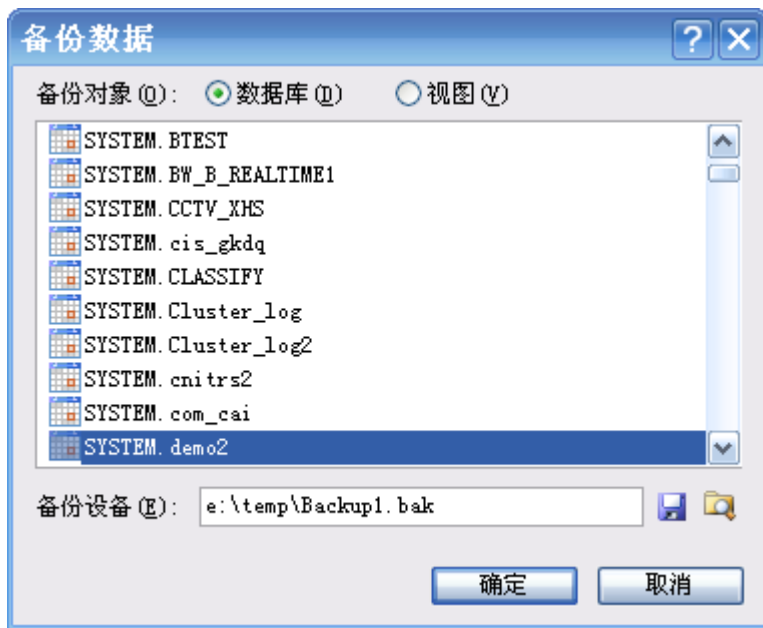 备份数据
备份对象(O): 数据库(D) 视图(V)
SYSTEM.BTEST
SYSTEM.BW_B_REALTIME1
SYSTEM.CCTV_XHS
SYSTEM.cis_gkdq
SYSTEM.CLASSIFY
SYSTEM.Cluster_log
SYSTEM.Cluster_log2
SYSTEM.cnitrs2
SYSTEM.com_cai
SYSTEM.demo2
备份设备(E): e:\temp\Backup1.bak
确定 取消